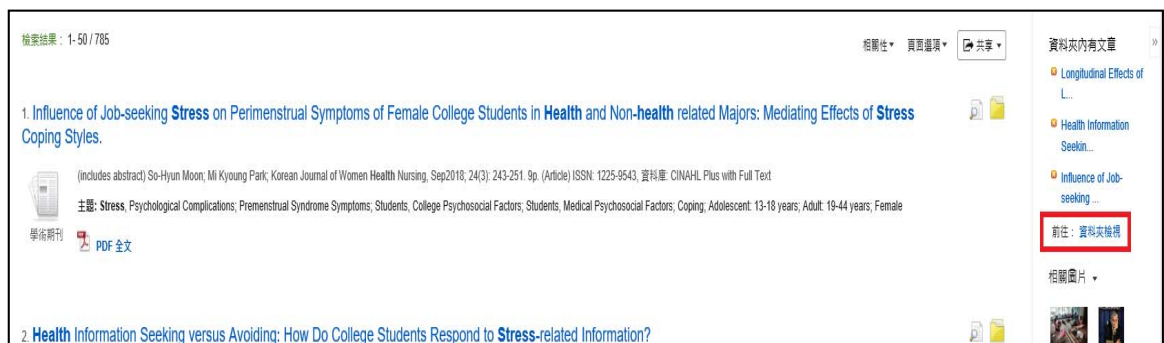 檢索結果：1- 50 / 785
相關性▾ 頁面選項▾ 共享 ▾
1. Influence of Job-seeking Stress on Perimenstrual Symptoms of Female College Students in Health and Non-health related Majors: Mediating Effects of Stress
Coping Styles.
(includes abstract) So-Hyun Moon; Mi Kyoung Park; Korean Journal of Women Health Nursing, Sep2018; 24(3): 243-251. 9p. (Article) ISSN: 1225-9543, 資料庫: CINAHL Plus with Full Text
主題: Stress, Psychological Complications; Premenstrual Syndrome Symptoms; Students, College Psychosocial Factors; Students, Medical Psychosocial Factors; Coping; Adolescent: 13-18 years; Adult: 19-44 years; Female
學術期刊
PDF 全文
2. Health Information Seeking versus Avoiding: How Do College Students Respond to Stress-related Information?
資料夾內有文章 »
Longitudinal Effects of
L...
Health Information
Seekin...
Influence of Job-
seeking ...
前往：資料夾檢視
相關圖片 ▾